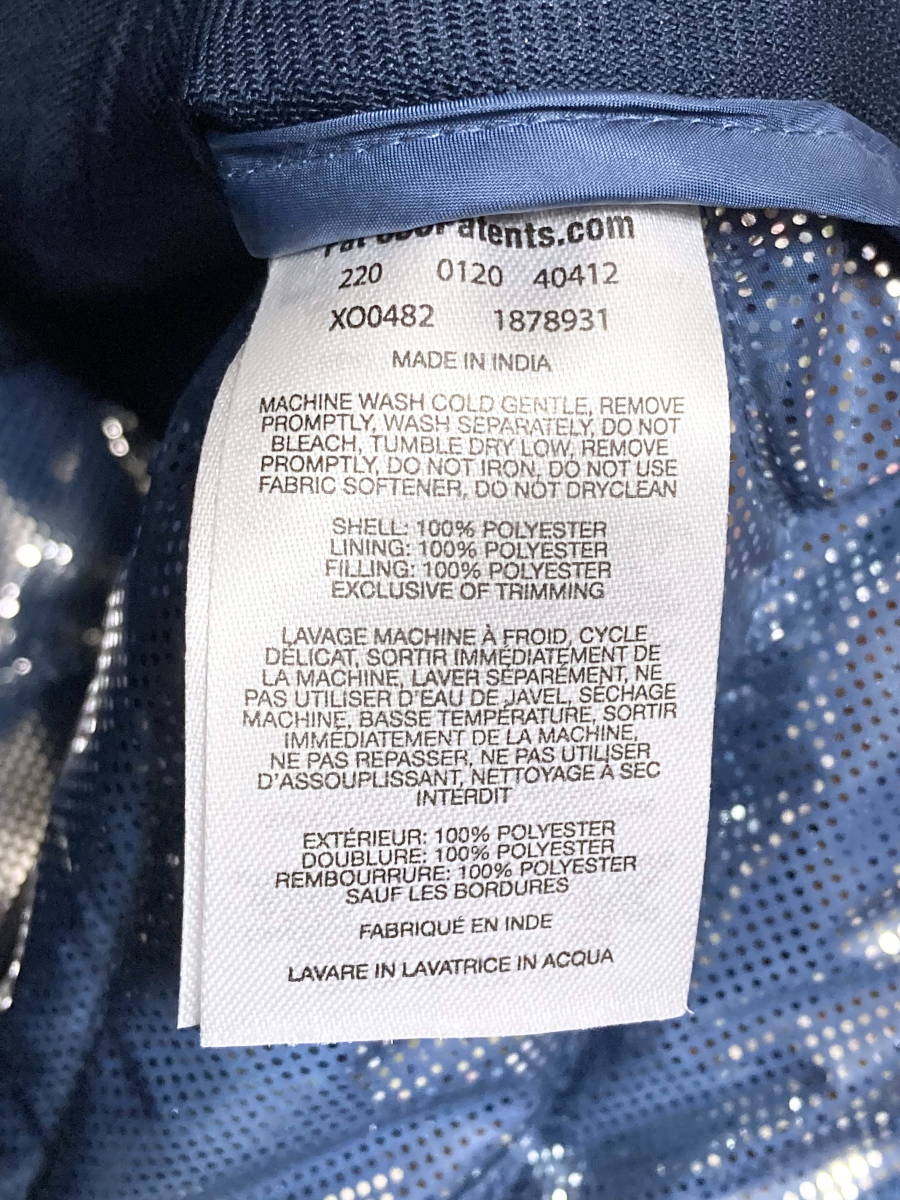 220 0120 40412
XO0482 1878931
MADE IN INDIA
MACHINE WASH COLD GENTLE, REMOVE
PROMPTLY, WASH SEPARATELY, DO NOT
BLEACH, TUMBLE DRY LOW, REMOVE
PROMPTLY, DO NOT IRON, DO NOT USE
FABRIC SOFTENER, DO NOT DRYCLEAN
SHELL: 100% POLYESTER
LINING: 100% POLYESTER
FILLING: 100% POLYESTER
EXCLUSIVE OF TRIMMING
LAVAGE MACHINE À FROID, CYCLE
DÉLICAT, SORTIR IMMÉDIATEMENT DE
LA MACHINE, LAVER SÉPARÉMENT, NE
PAS UTILISER D'EAU DE JAVEL, SÉCHAGE
MACHINE, BASSE TEMPÉRATURE, SORTIR
IMMÉDIATEMENT DE LA MACHINE,
NE PAS REPASSER, NE PAS UTILISER
D'ASSOUPLISSANT, NETTOYAGE À SEC
INTERDIT
EXTÉRIEUR: 100% POLYESTER
DOUBLURE: 100% POLYESTER
REMBOURRURE: 100% POLYESTER
SAUF LES BORDURES
FABRIQUÉ EN INDE
LAVARE IN LAVATRICE IN ACQUA